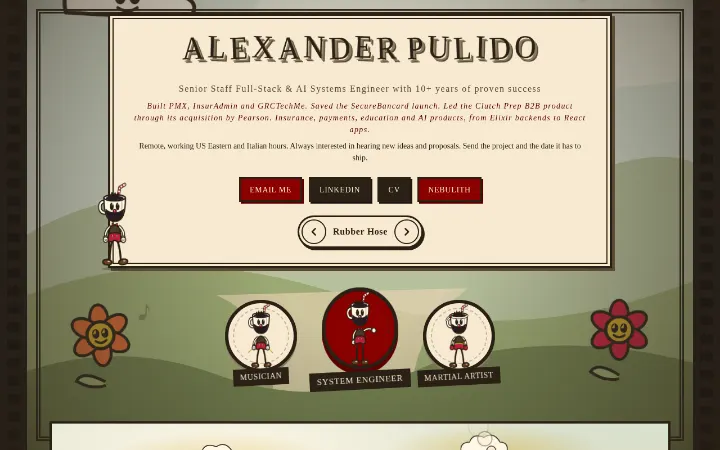 ALEXANDER PULIDO
Senior Staff Full-Stack & AI Systems Engineer with 10+ years of proven success
Built PMX, InsurAdmin and GRCTechMe. Saved the SecureBancard launch. Led the Clutch Prep B2B product
through its acquisition by Pearson. Insurance, payments, education and AI products, from Elixir backends to React
apps.
Remote, working US Eastern and Italian hours. Always interested in hearing new ideas and proposals. Send the project and the date it has to
ship.
EMAIL ME
LINKEDIN
CV
NEBULITH
Rubber Hose
MUSICIAN
SYSTEM ENGINEER
MARTIAL ARTIST